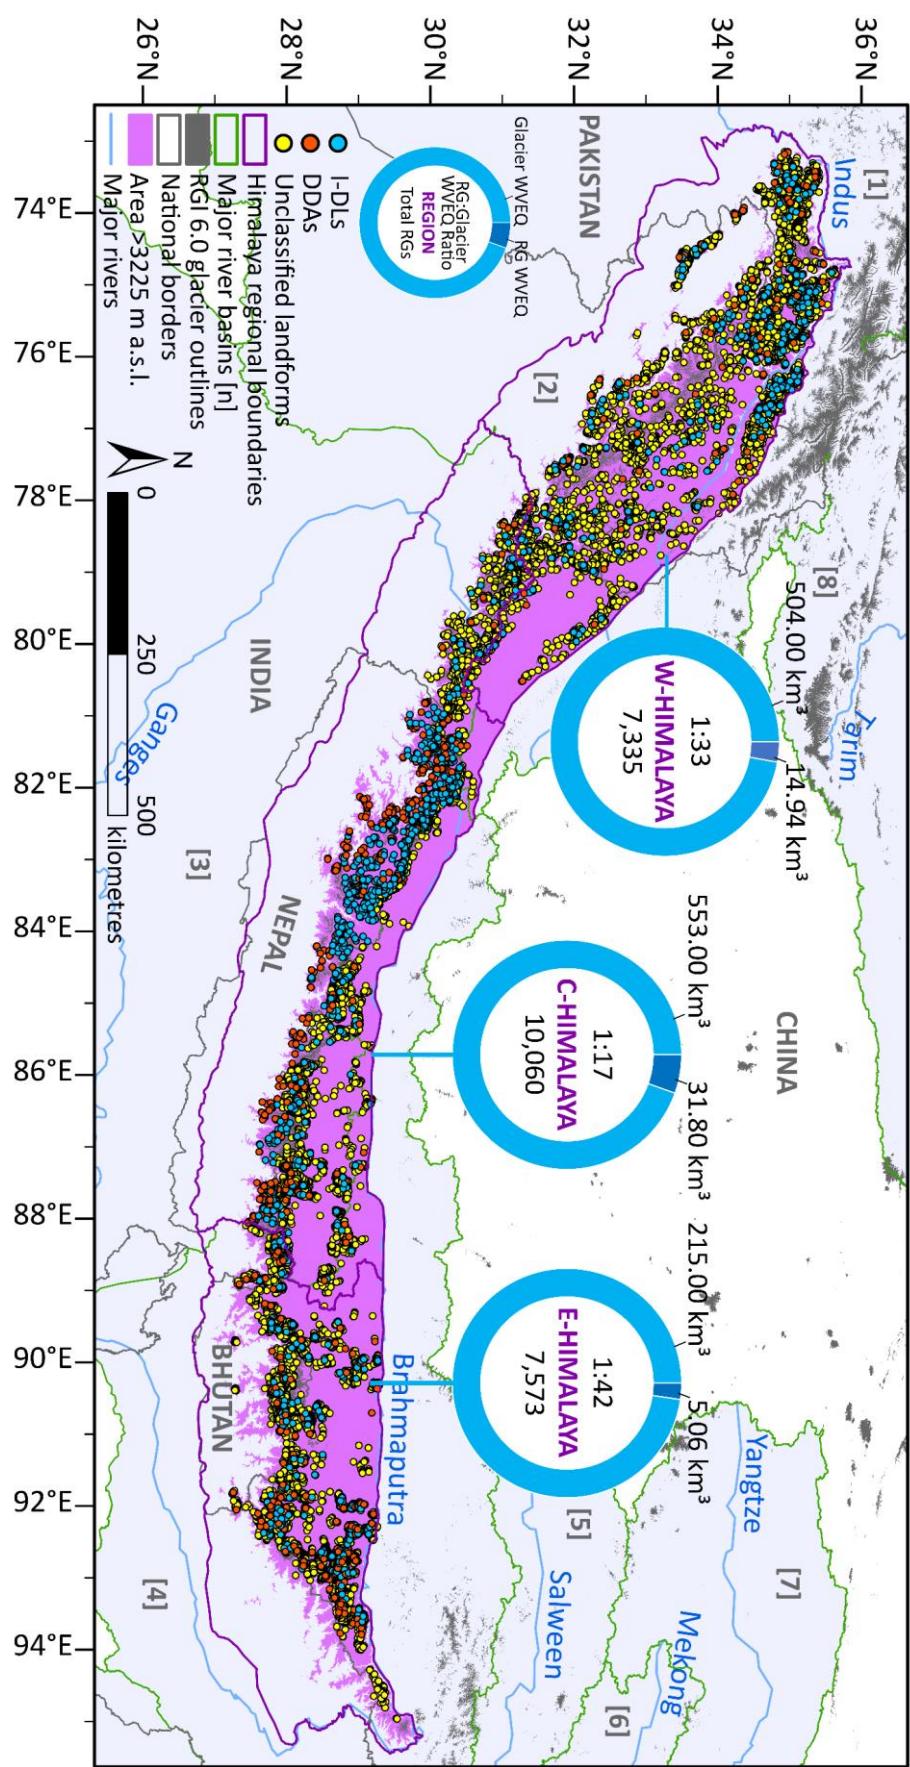 36°N
34°N
32°N
30°N
28°N
26°N
74°E
76°E
78°E
80°E
82°E
84°E
86°E
88°E
90°E
92°E
94°E
[1]
Indus
PAKISTAN
[2]
[8]
Tarim
CHINA
Yangtze
[7]
Mekong
[6]
[5]
Salween
Brahmaputra
BHUTAN
[4]
NEPAL
[3]
INDIA
Ganges
504.00 km³
14.94 km³
1:33
W-HIMALAYA
7,335
553.00 km³
31.80 km³
1:17
C-HIMALAYA
10,060
215.00 km³
5.06 km³
1:42
E-HIMALAYA
7,573
Glacier WVEQ
RG WVEQ
RG:Glacier
WVEQ Ratio
REGION
Total RGs
I-DLs
DDAs
Unclassified landforms
Himalaya regional boundaries
Major river basins [n]
RGI 6.0 glacier outlines
National borders
Area >3225 m a.s.l.
Major rivers
N
0 250 500
kilometres